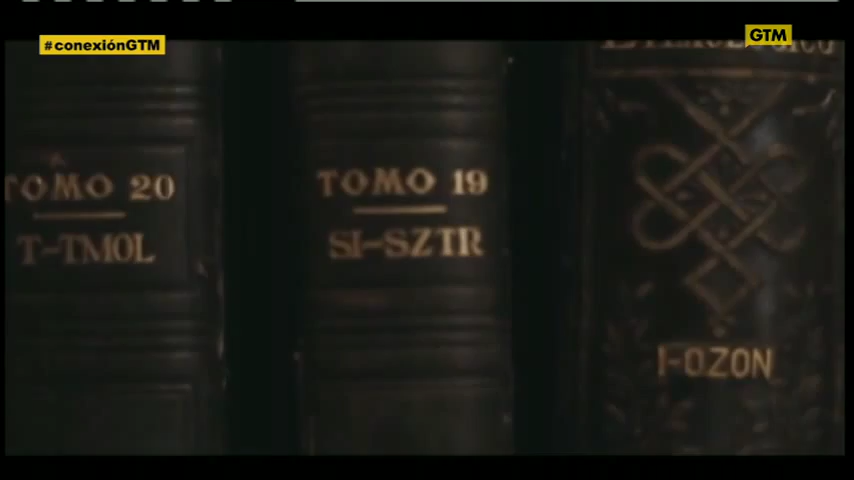 #conexiónGTM
GTM
TOMO 20
T-TMOL
TOMO 19
SI-SZTR
I-OZON